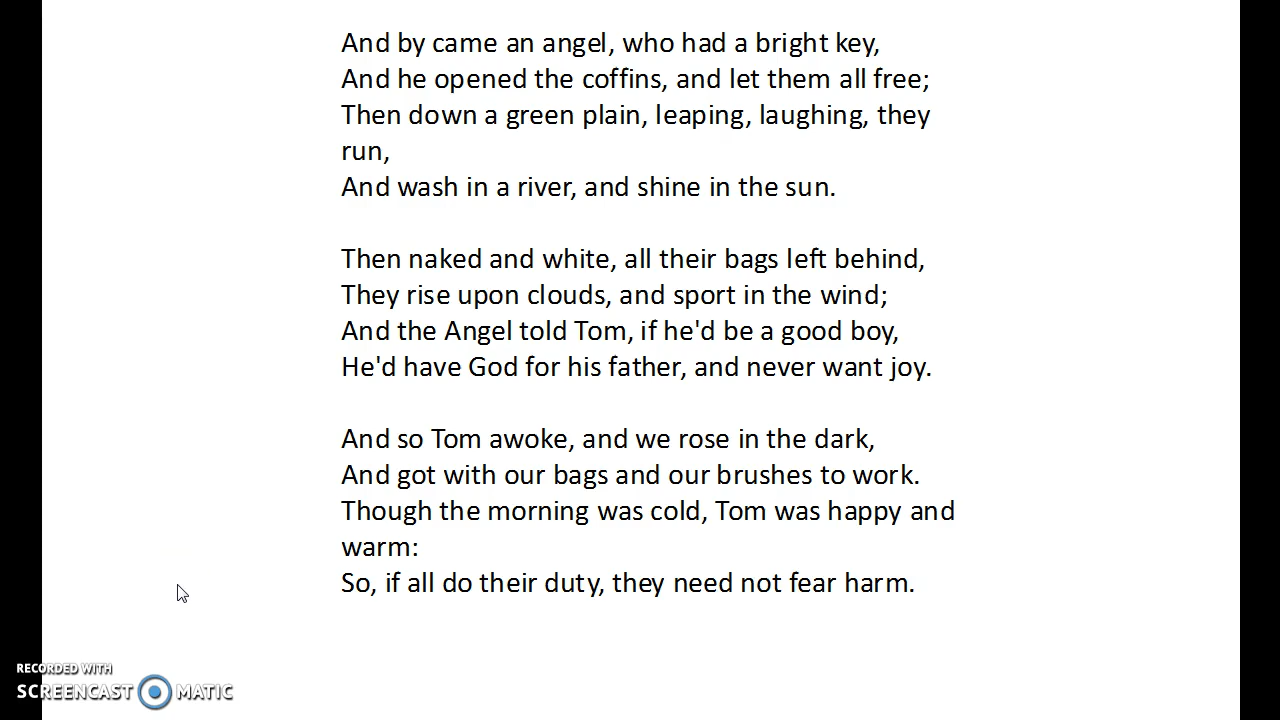 And by came an angel, who had a bright key,
And he opened the coffins, and let them all free;
Then down a green plain, leaping, laughing, they
run,
And wash in a river, and shine in the sun.
Then naked and white, all their bags left behind,
They rise upon clouds, and sport in the wind;
And the Angel told Tom, if he'd be a good boy,
He'd have God for his father, and never want joy.
And so Tom awoke, and we rose in the dark,
And got with our bags and our brushes to work.
Though the morning was cold, Tom was happy and
warm:
So, if all do their duty, they need not fear harm.
RECORDED WITH
SCREENCAST MATIC